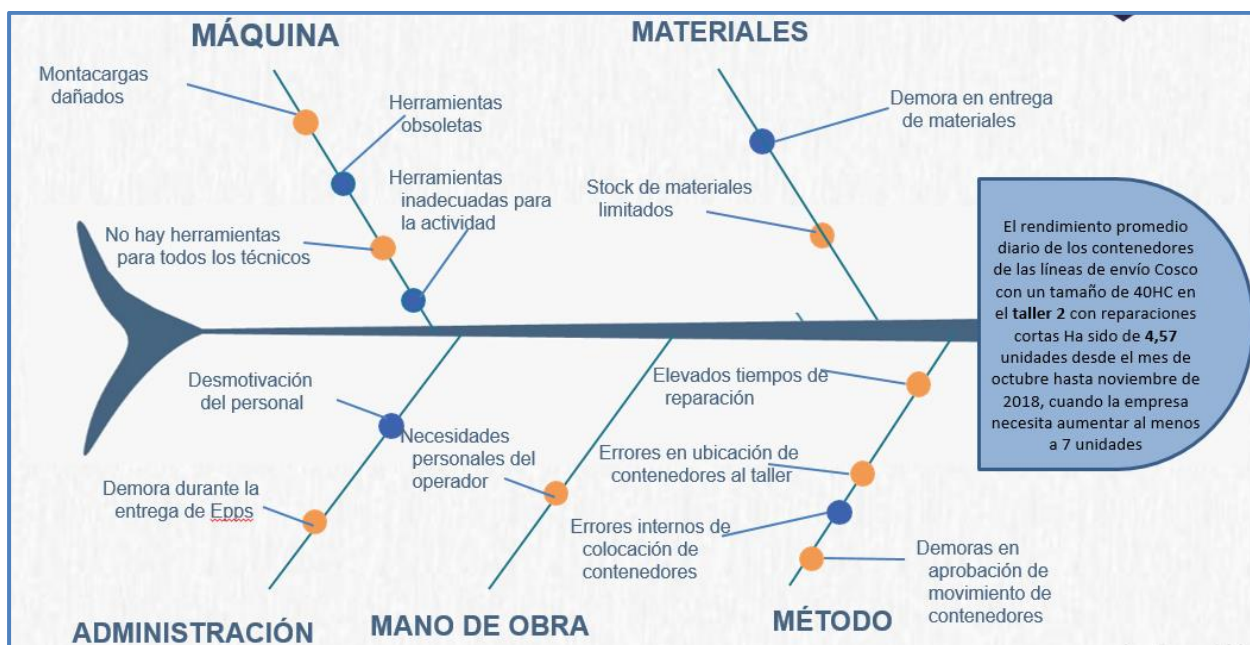 MÁQUINA
MATERIALES
Montacargas
dañados
Herramientas
obsoletas
Herramientas
inadecuadas para
la actividad
No hay herramientas
para todos los técnicos
Demora en entrega
de materiales
Stock de materiales
limitados
El rendimiento promedio
diario de los contenedores
de las líneas de envío Cosco
con un tamaño de 40HC en
el taller 2 con reparaciones
cortas Ha sido de 4,57
unidades desde el mes de
octubre hasta noviembre de
2018, cuando la empresa
necesita aumentar al menos
a 7 unidades
Desmotivación
del personal
Demora durante la
entrega de Epps
Necesidades
personales del
operador
Elevados tiempos de
reparación
Errores en ubicación de
contenedores al taller
Errores internos de
colocación de
contenedores
Demoras en
aprobación de
movimiento de
contenedores
ADMINISTRACIÓN
MANO DE OBRA
MÉTODO